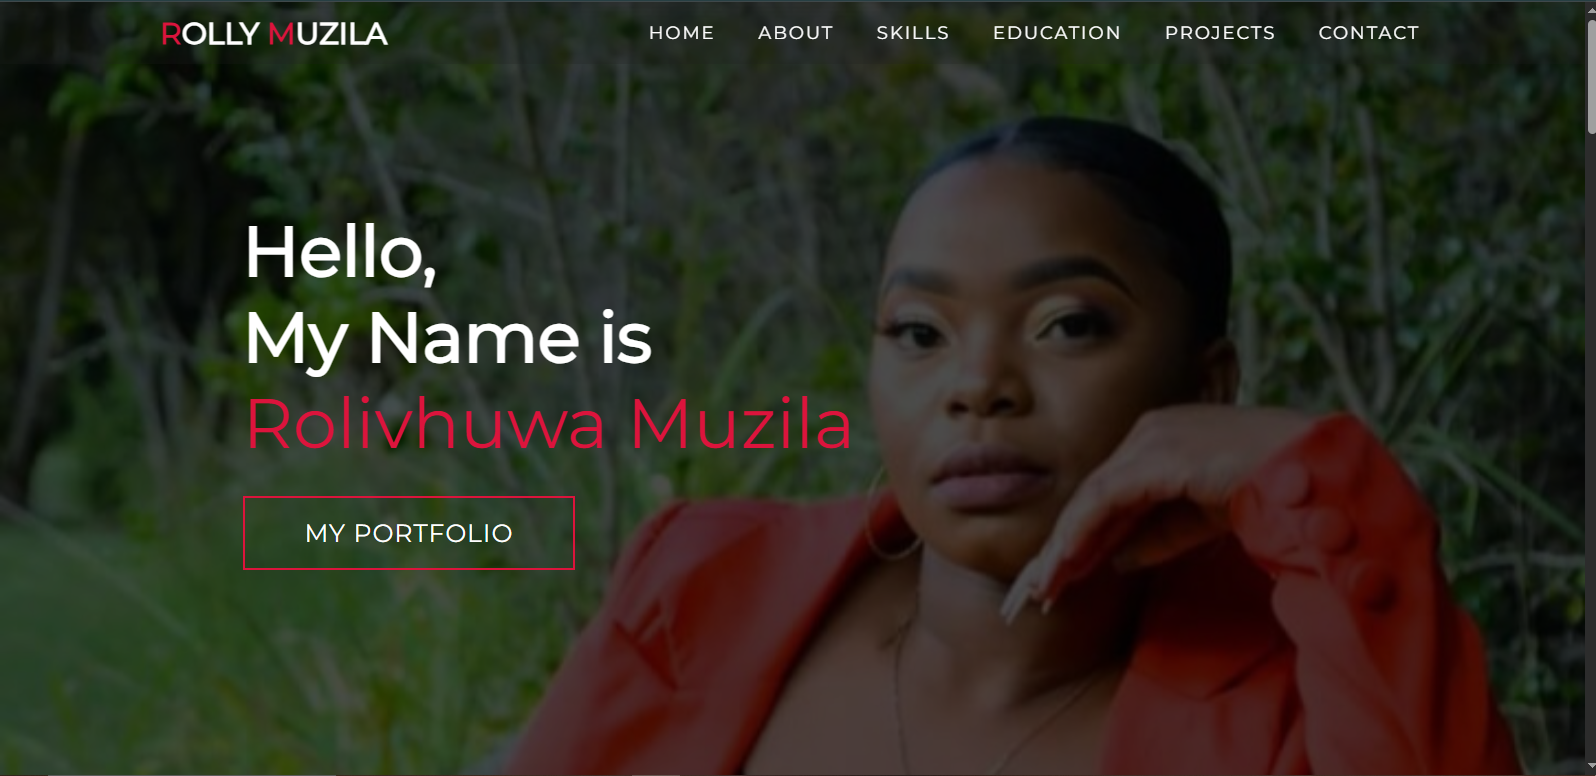 ROLLY MUZILA
HOME ABOUT SKILLS EDUCATION PROJECTS CONTACT
Hello,
My Name is
Rolivhuwa Muzila
MY PORTFOLIO